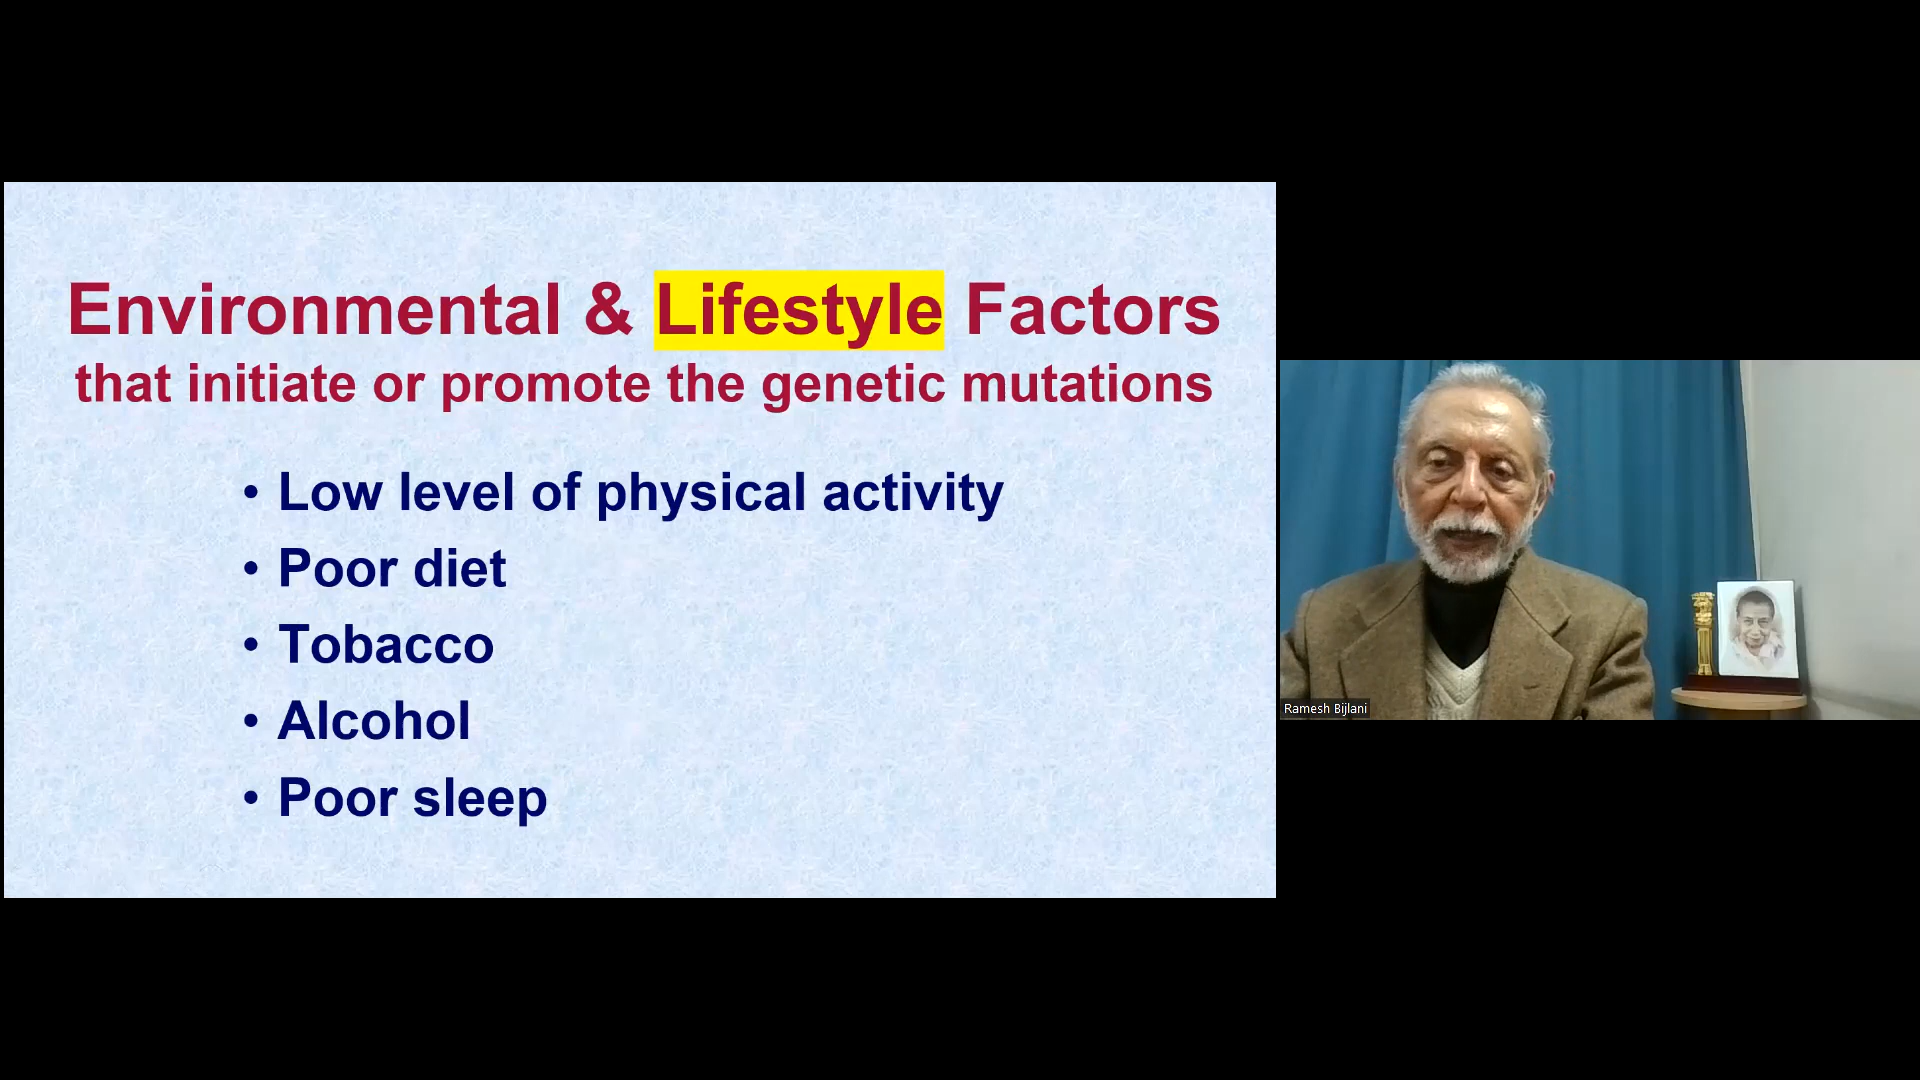 Environmental & Lifestyle Factors
that initiate or promote the genetic mutations
• Low level of physical activity
• Poor diet
• Tobacco
• Alcohol
• Poor sleep
Ramesh Bijlani